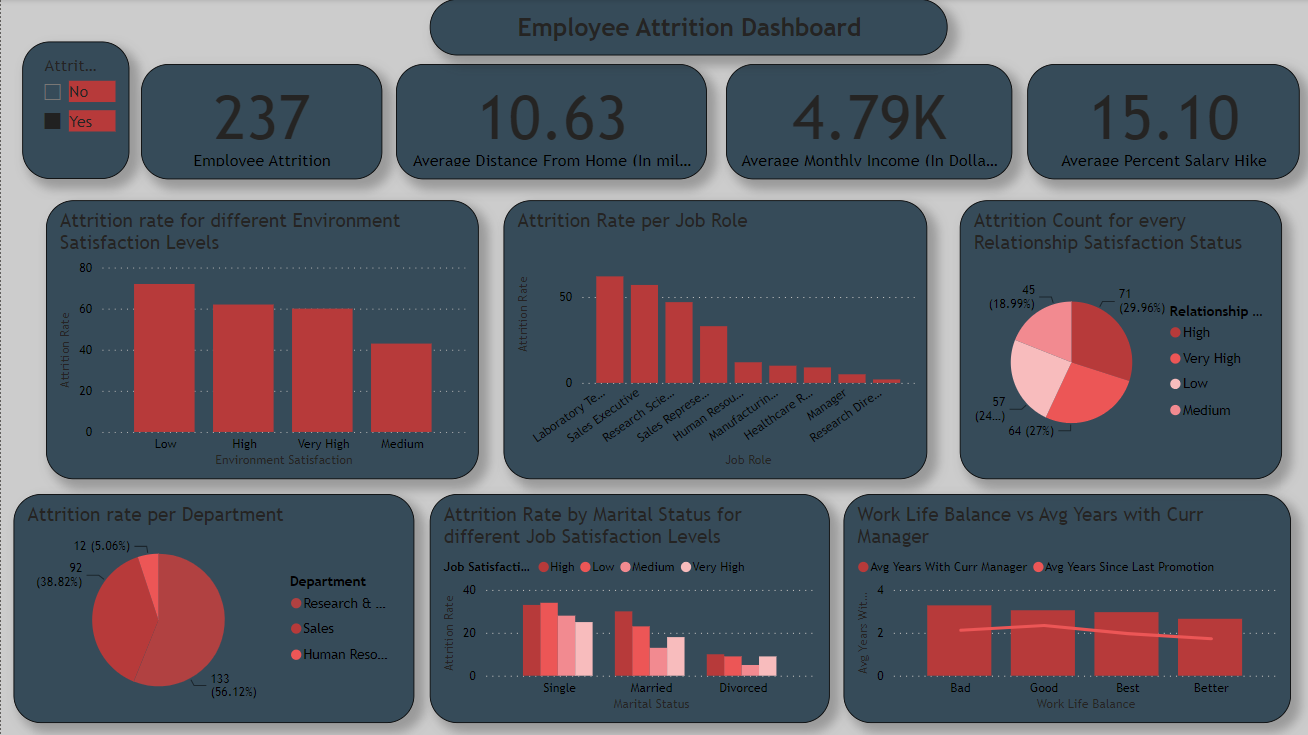 Employee Attrition Dashboard
Attrit...
No
Yes
237
Employee Attrition
10.63
Average Distance From Home (In mil...
4.79K
Average Monthly Income (In Dolla...
15.10
Average Percent Salary Hike
Attrition rate for different Environment
Satisfaction Levels
Attrition Rate
80
60
40
20
0
Low
High
Very High
Medium
Environment Satisfaction
Attrition Rate per Job Role
Attrition Rate
50
0
Laboratory Te...
Sales Executive
Research Scie...
Sales Represe...
Human Resou...
Manufacturin...
Healthcare R...
Manager
Research Dire...
Job Role
Attrition Count for every
Relationship Satisfaction Status
45
(18.99%)
71
(29.96%)
57
(24...)
64 (27%)
Relationship ...
High
Very High
Low
Medium
Attrition rate per Department
12 (5.06%)
92
(38.82%)
133
(56.12%)
Department
Research & ...
Sales
Human Reso...
Attrition Rate by Marital Status for
different Job Satisfaction Levels
Job Satisfacti...
High
Low
Medium
Very High
Attrition Rate
40
20
0
Single
Married
Divorced
Marital Status
Work Life Balance vs Avg Years with Curr
Manager
Avg Years With Curr Manager
Avg Years Since Last Promotion
Avg Years Wit...
4
2
0
Bad
Good
Best
Better
Work Life Balance